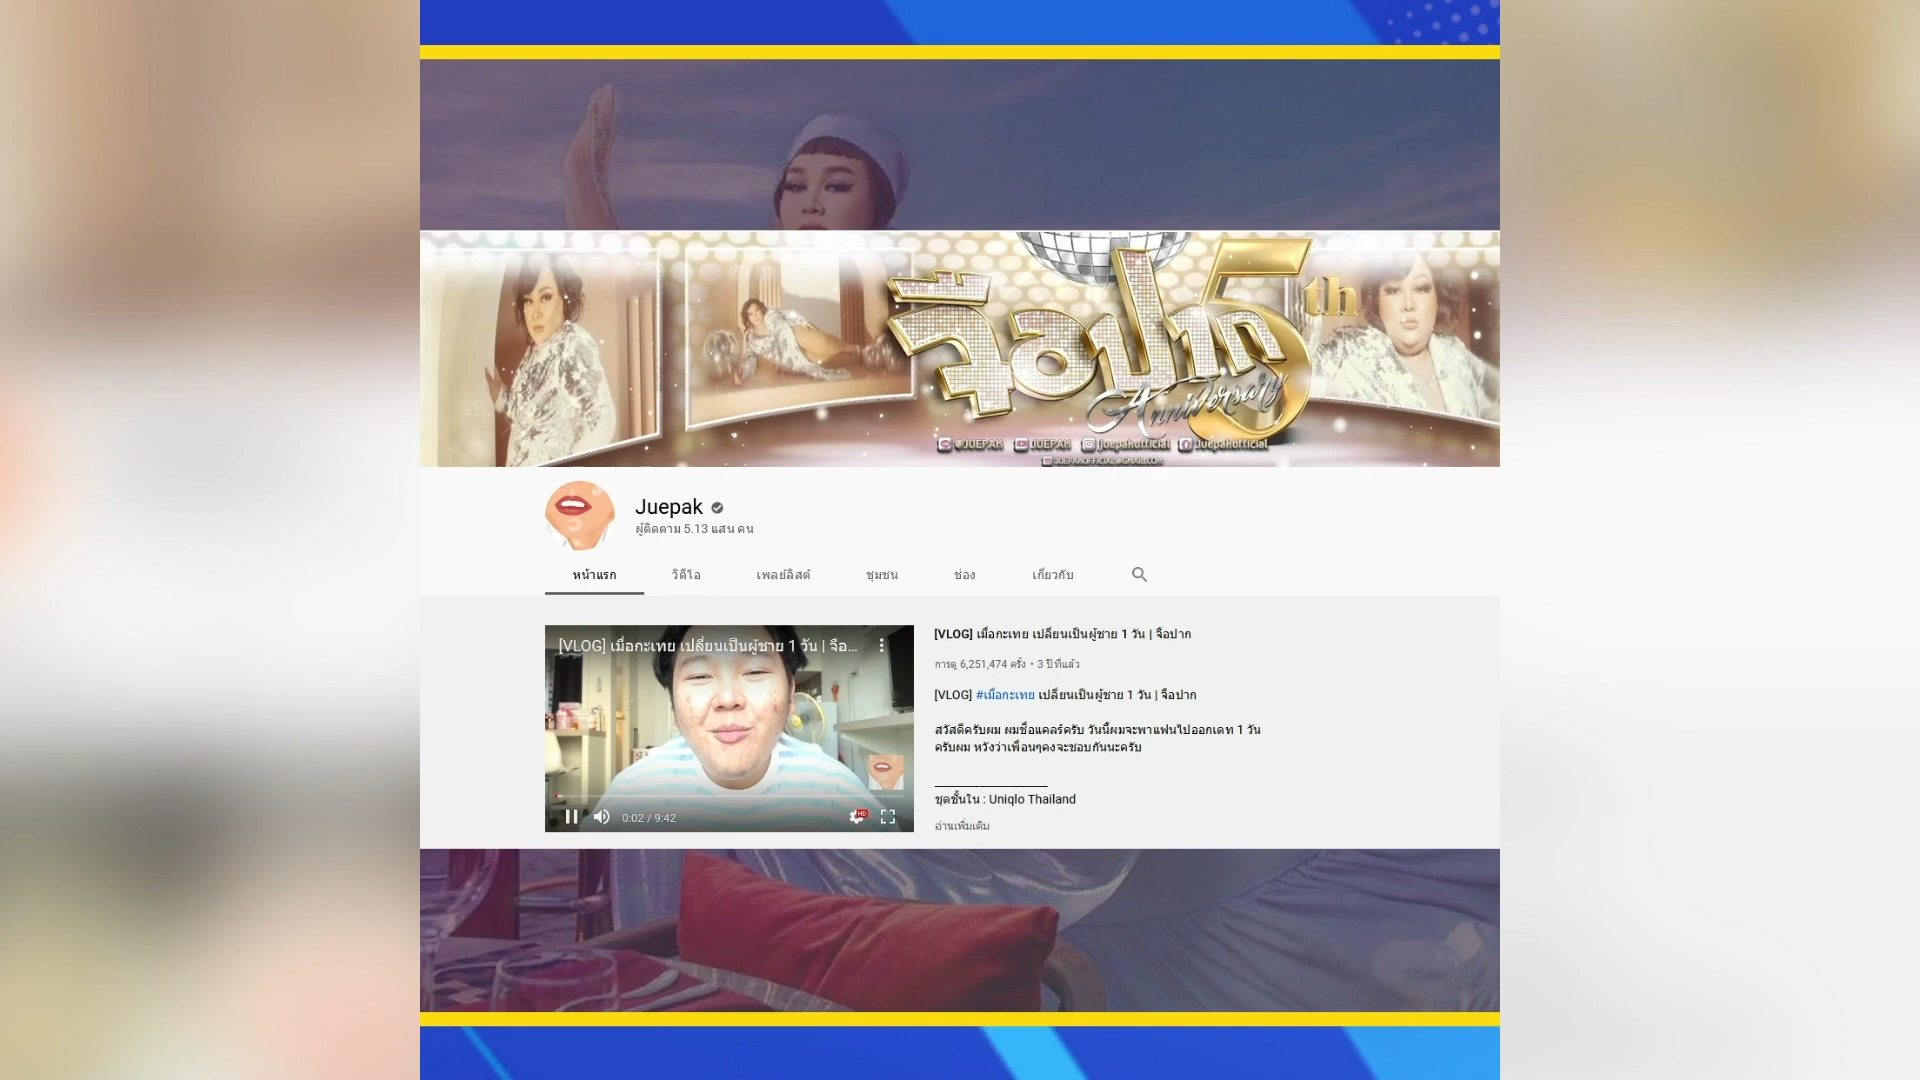 จือปาก 5th
Anniversary
@JUEPAK JUEPAK juepakofficial Juepakofficial
JUEPAKOFFICIAL@GMAIL.COM
Juepak
ผู้ติดตาม 5.13 แสน คน
หน้าแรก วิดีโอ เพลย์ลิสต์ ชุมชน ช่อง เกี่ยวกับ
[VLOG] เมื่อกะเทย เปลี่ยนเป็นผู้ชาย 1 วัน | จือ...
HD
0:02 / 9:42
[VLOG] เมื่อกะเทย เปลี่ยนเป็นผู้ชาย 1 วัน | จือปาก
การดู 6,251,474 ครั้ง • 3 ปีที่แล้ว
[VLOG] #เมื่อกะเทย เปลี่ยนเป็นผู้ชาย 1 วัน | จือปาก
สวัสดีครับผม ผมชื่อแคลร์ครับ วันนี้ผมจะพาแฟนไปออกเดท 1 วัน
ครับผม หวังว่าเพื่อนๆคงจะชอบกันนะครับ
ชุดชั้นใน : Uniqlo Thailand
อ่านเพิ่มเติม